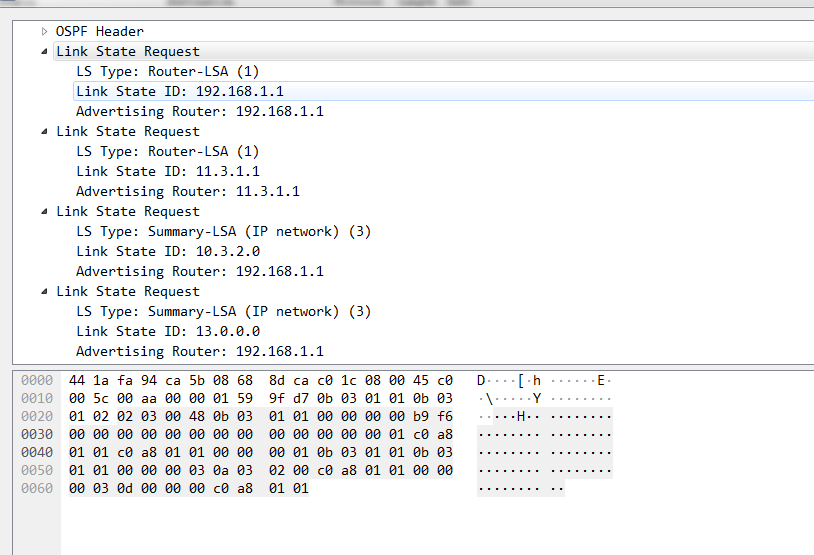 OSPF Header
Link State Request
LS Type: Router-LSA (1)
Link State ID: 192.168.1.1
Advertising Router: 192.168.1.1
Link State Request
LS Type: Router-LSA (1)
Link State ID: 11.3.1.1
Advertising Router: 11.3.1.1
Link State Request
LS Type: Summary-LSA (IP network) (3)
Link State ID: 10.3.2.0
Advertising Router: 192.168.1.1
Link State Request
LS Type: Summary-LSA (IP network) (3)
Link State ID: 13.0.0.0
Advertising Router: 192.168.1.1
0000 44 1a fa 94 ca 5b 08 68 8d ca c0 1c 08 00 45 c0 D····[·h ······E·
0010 00 5c 00 aa 00 00 01 59 9f d7 0b 03 01 01 0b 03 ·\·····Y ········
0020 01 02 02 03 00 48 0b 03 01 01 00 00 00 00 b9 f6 ·····H·· ········
0030 00 00 00 00 00 00 00 00 00 00 00 00 00 01 c0 a8 ········ ········
0040 01 01 c0 a8 01 01 00 00 00 01 0b 03 01 01 0b 03 ········ ········
0050 01 01 00 00 00 03 0a 03 02 00 c0 a8 01 01 00 00 ········ ········
0060 00 03 0d 00 00 00 c0 a8 01 01 ········ ··